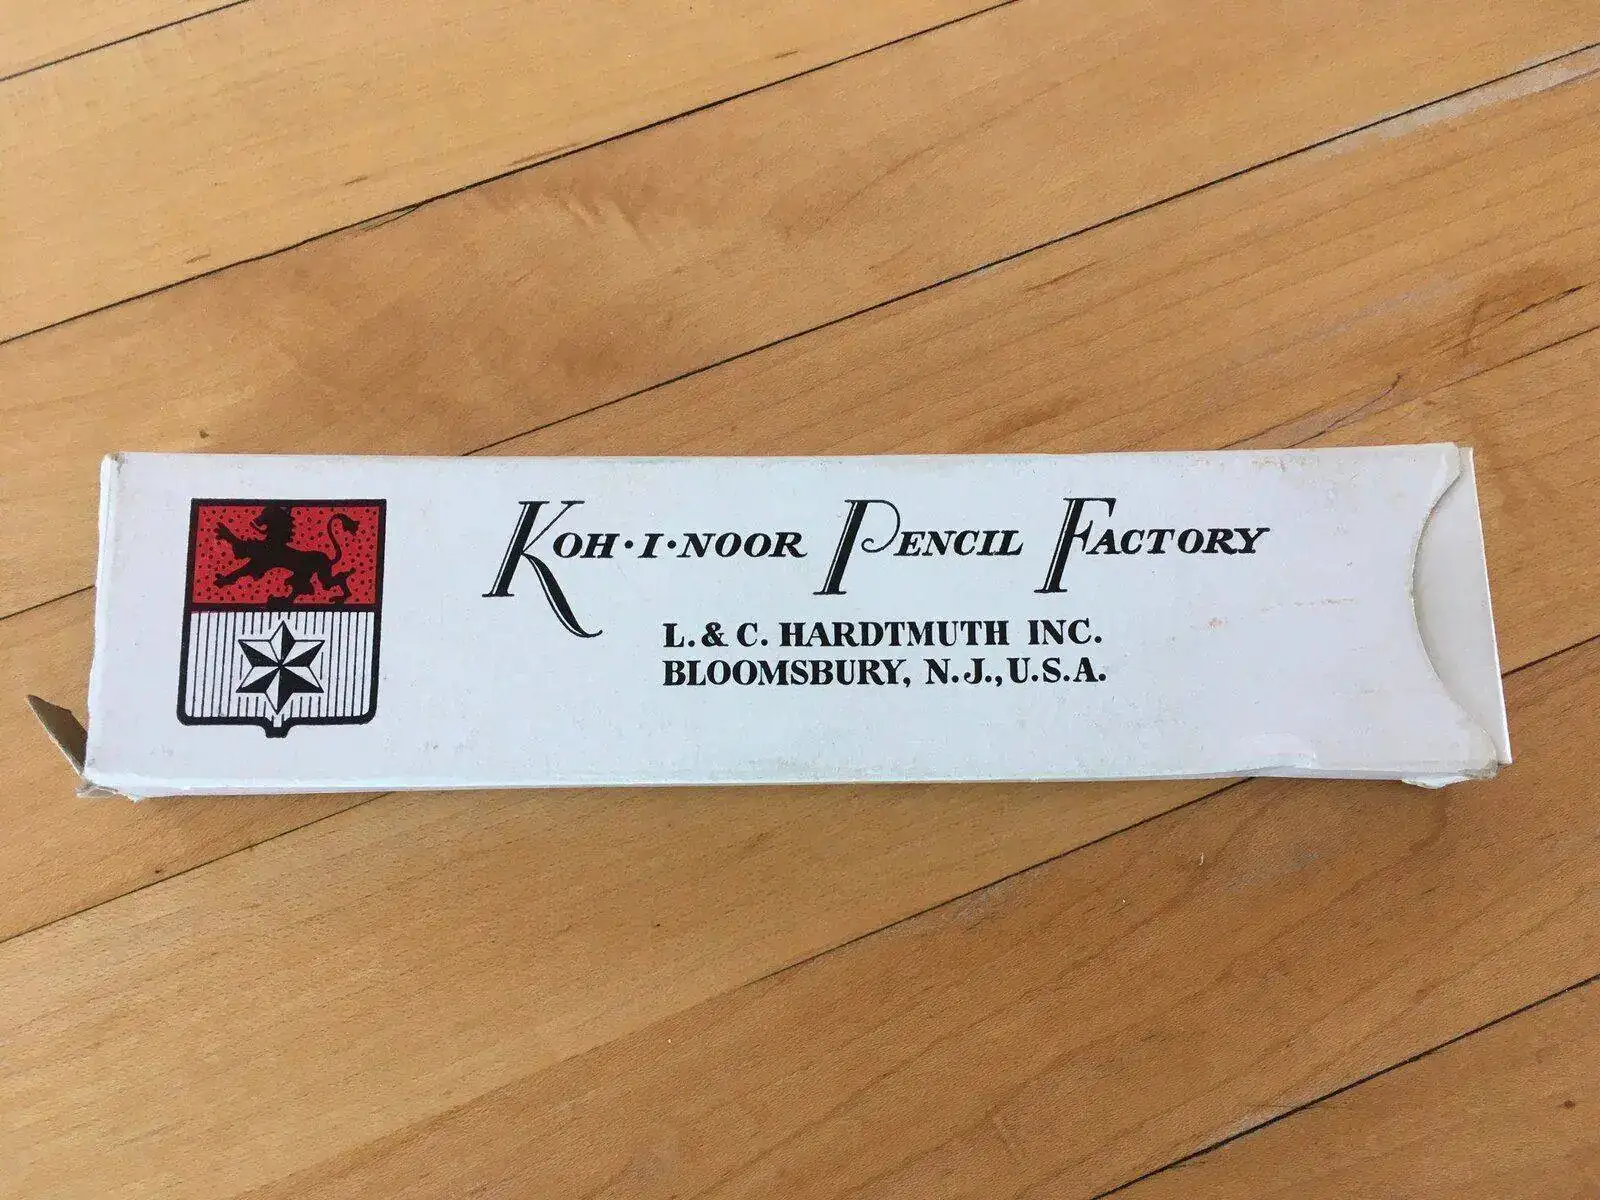 KOH·I·NOOR PENCIL FACTORY
L. & C. HARDTMUTH INC.
BLOOMSBURY, N.J., U.S.A.